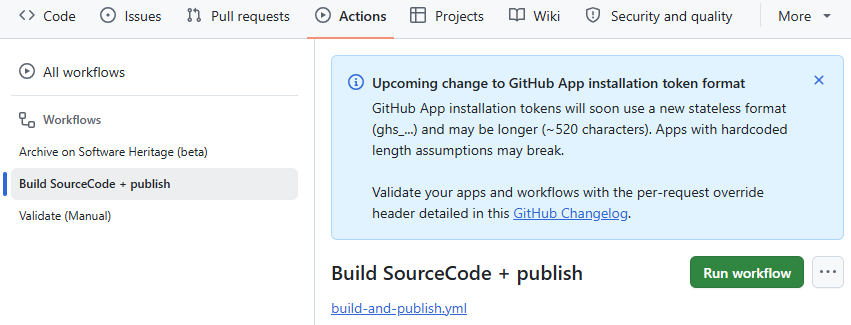 Code Issues Pull requests Actions Projects Wiki Security and quality More
All workflows
Workflows
Archive on Software Heritage (beta)
Build SourceCode + publish
Validate (Manual)
Upcoming change to GitHub App installation token format
GitHub App installation tokens will soon use a new stateless format
(ghs_...) and may be longer (~520 characters). Apps with hardcoded
length assumptions may break.
Validate your apps and workflows with the per-request override
header detailed in this GitHub Changelog.
Build SourceCode + publish
Run workflow
build-and-publish.yml